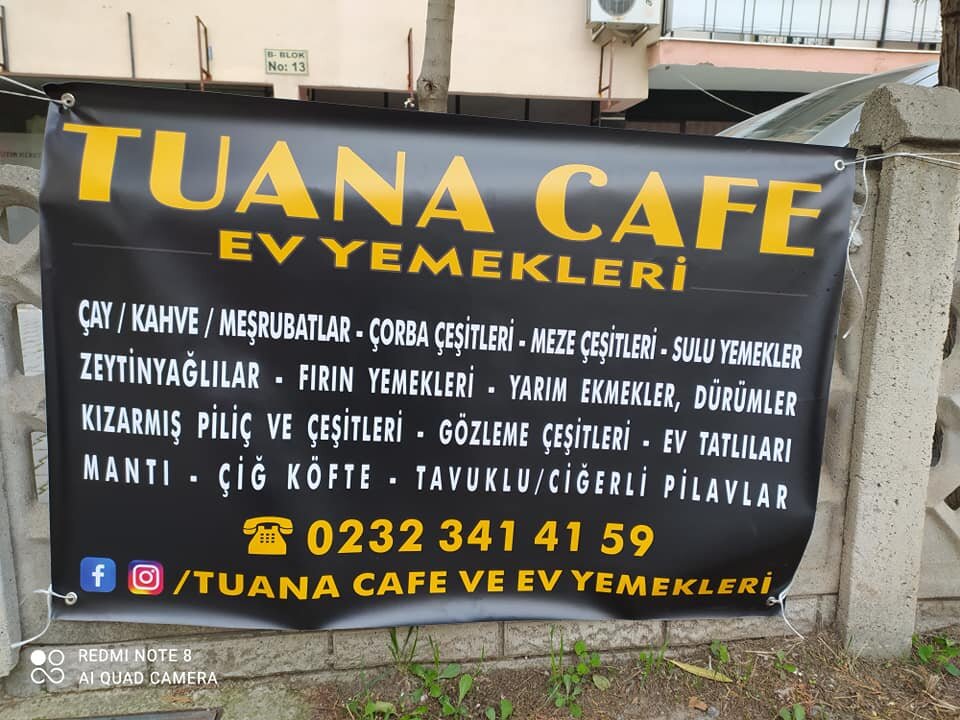 B- BLOK
No: 13
TUANA CAFE
EV YEMEKLERİ
ÇAY / KAHVE / MEŞRUBATLAR - ÇORBA ÇEŞİTLERİ - MEZE ÇEŞİTLERİ - SULU YEMEKLER
ZEYTİNYAĞLILAR - FIRIN YEMEKLERİ - YARIM EKMEKLER, DÜRÜMLER
KIZARMIŞ PİLİÇ VE ÇEŞİTLERİ - GÖZLEME ÇEŞİTLERİ - EV TATLILARI
MANTI - ÇİĞ KÖFTE - TAVUKLU/CİĞERLİ PİLAVLAR
0232 341 41 59
/TUANA CAFE VE EV YEMEKLERİ
REDMI NOTE 8
AI QUAD CAMERA